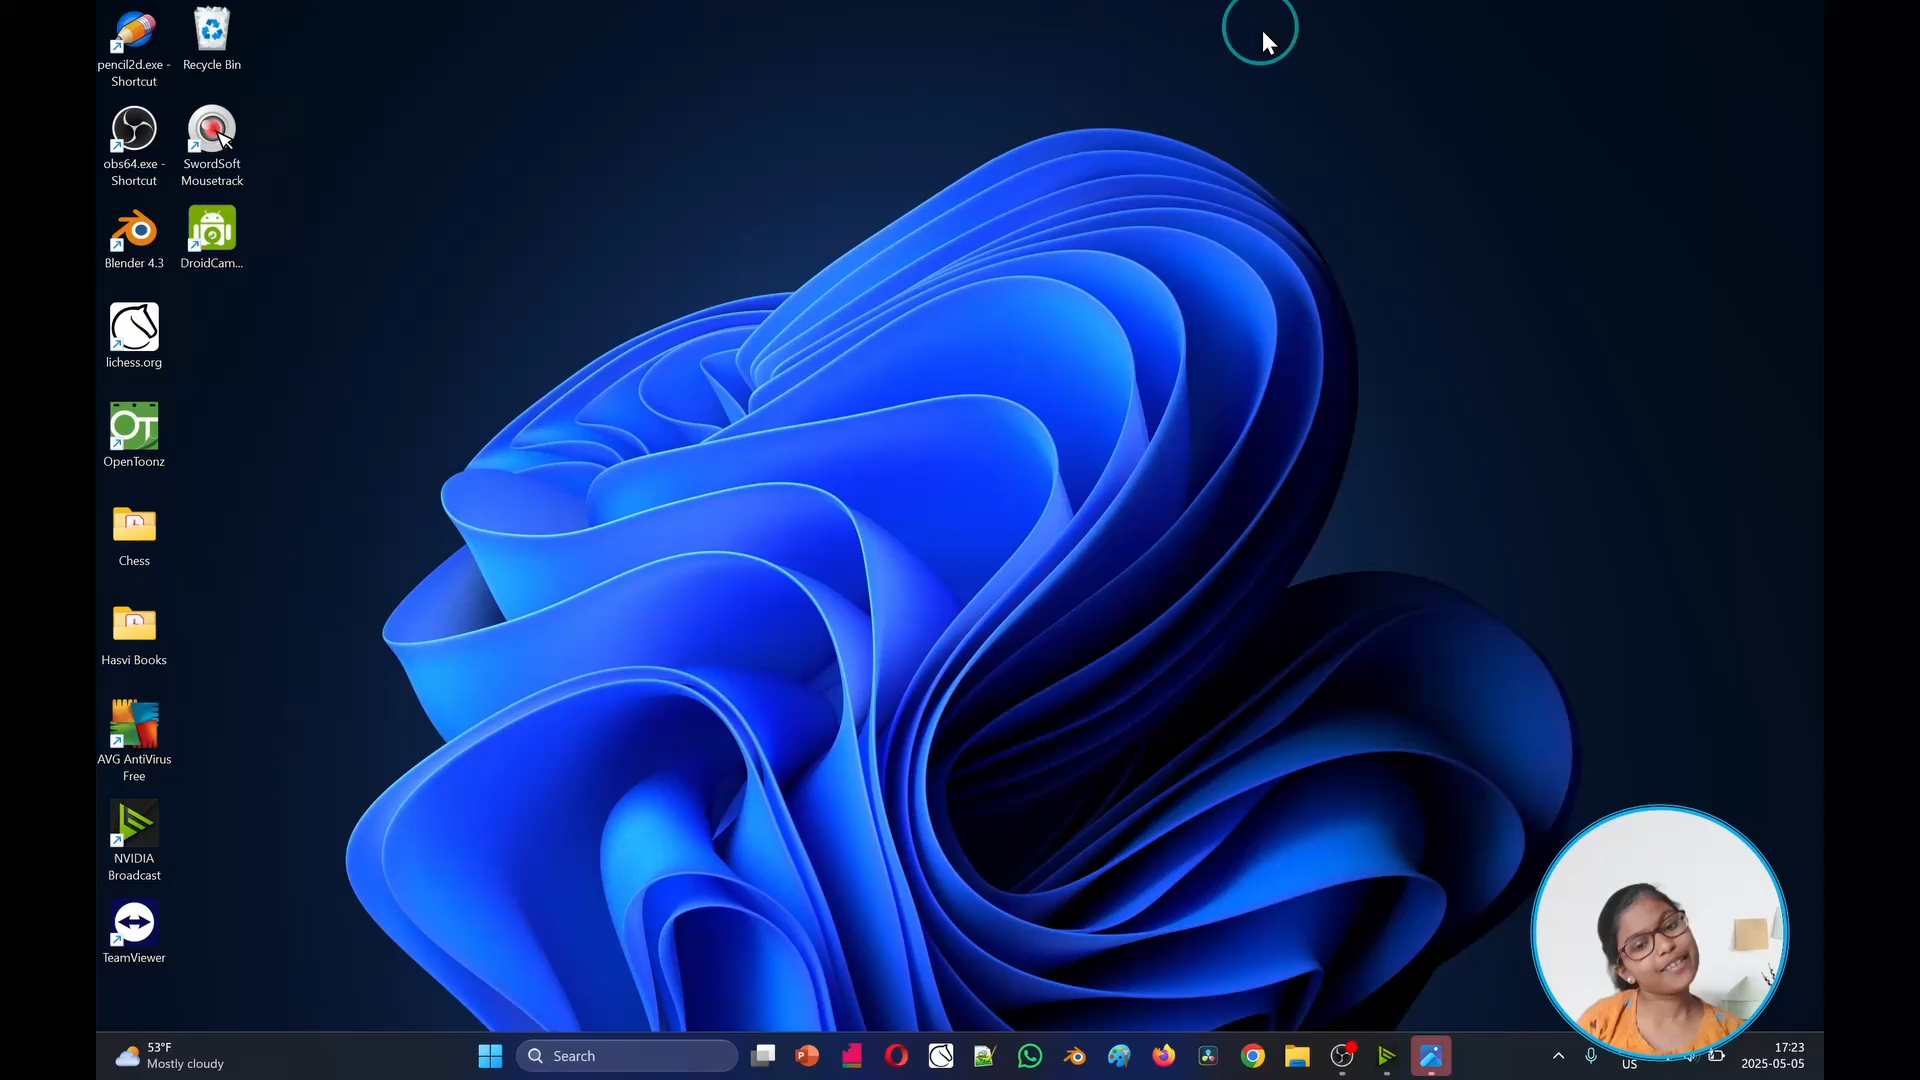 pencil2d.exe -
Shortcut
Recycle Bin
obs64.exe -
Shortcut
SwordSoft
Mousetrack
Blender 4.3
DroidCam...
lichess.org
OT
OpenToonz
Chess
Hasvi Books
AVG AntiVirus
Free
NVIDIA
Broadcast
TeamViewer
53°F
Mostly cloudy
Search
US
17:23
2025-05-05